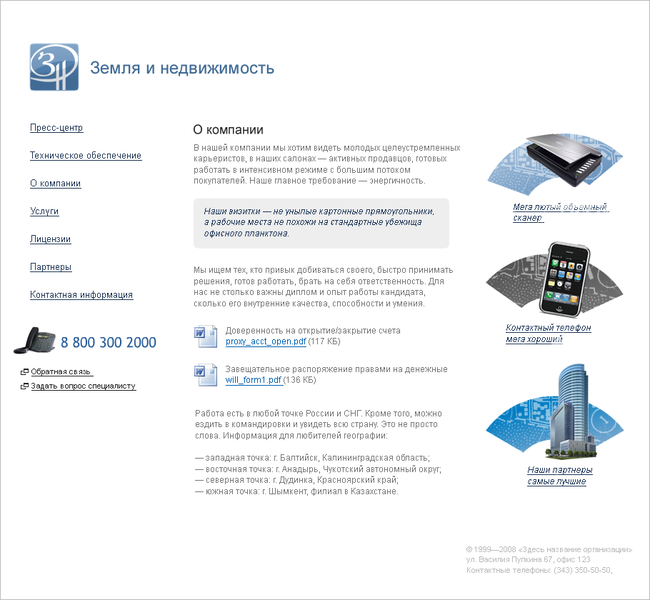 ЗН
Земля и недвижимость
Пресс-центр
Техническое обеспечение
О компании
Услуги
Лицензии
Партнеры
Контактная информация
8 800 300 2000
Обратная связь
Задать вопрос специалисту
О компании
В нашей компании мы хотим видеть молодых целеустремленных
карьеристов, в наших салонах — активных продавцов, готовых
работать в интенсивном режиме с большим потоком
покупателей. Наше главное требование — энергичность.
Наши визитки — не унылые картонные прямоугольники,
а рабочие места не похожи на стандартные убежища
офисного планктона.
Мы ищем тех, кто привык добиваться своего, быстро принимать
решения, готов работать, брать на себя ответственность. Для
нас не столько важны диплом и опыт работы кандидата,
сколько его внутренние качества, способности и умения.
Доверенность на открытие/закрытие счета
proxy_acct_open.pdf (117 КБ)
Завещательное распоряжение правами на денежные
will_form1.pdf (136 КБ)
Работа есть в любой точке России и СНГ. Кроме того, можно
ездить в командировки и увидеть всю страну. Это не просто
слова. Информация для любителей географии:
— западная точка: г. Балтийск, Калининградская область;
— восточная точка: г. Анадырь, Чукотский автономный округ;
— северная точка: г. Дудинка, Красноярский край;
— южная точка: г. Шымкент, филиал в Казахстане.
Мега лютый объемный
сканер
Контактный телефон
мега хороший
Наши партнеры
самые лучшие
© 1999—2008 «Здесь название организации»
ул. Василия Пупкина 67, офис 123
Контактные телефоны: (343) 350-50-50,